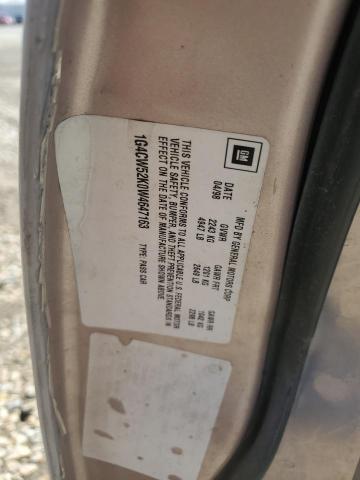 GM
MFD BY GENERAL MOTORS CORP
DATE GVWR GAWR FRT GAWR RR
04/98 2243 KG 1201 KG 1042 KG
4947 LB 2649 LB 2298 LB
THIS VEHICLE CONFORMS TO ALL APPLICABLE U.S. FEDERAL MOTOR
VEHICLE SAFETY, BUMPER, AND THEFT PREVENTION STANDARDS IN
EFFECT ON THE DATE OF MANUFACTURE SHOWN ABOVE.
1G4CW52K0W4647163 TYPE: PASS CAR